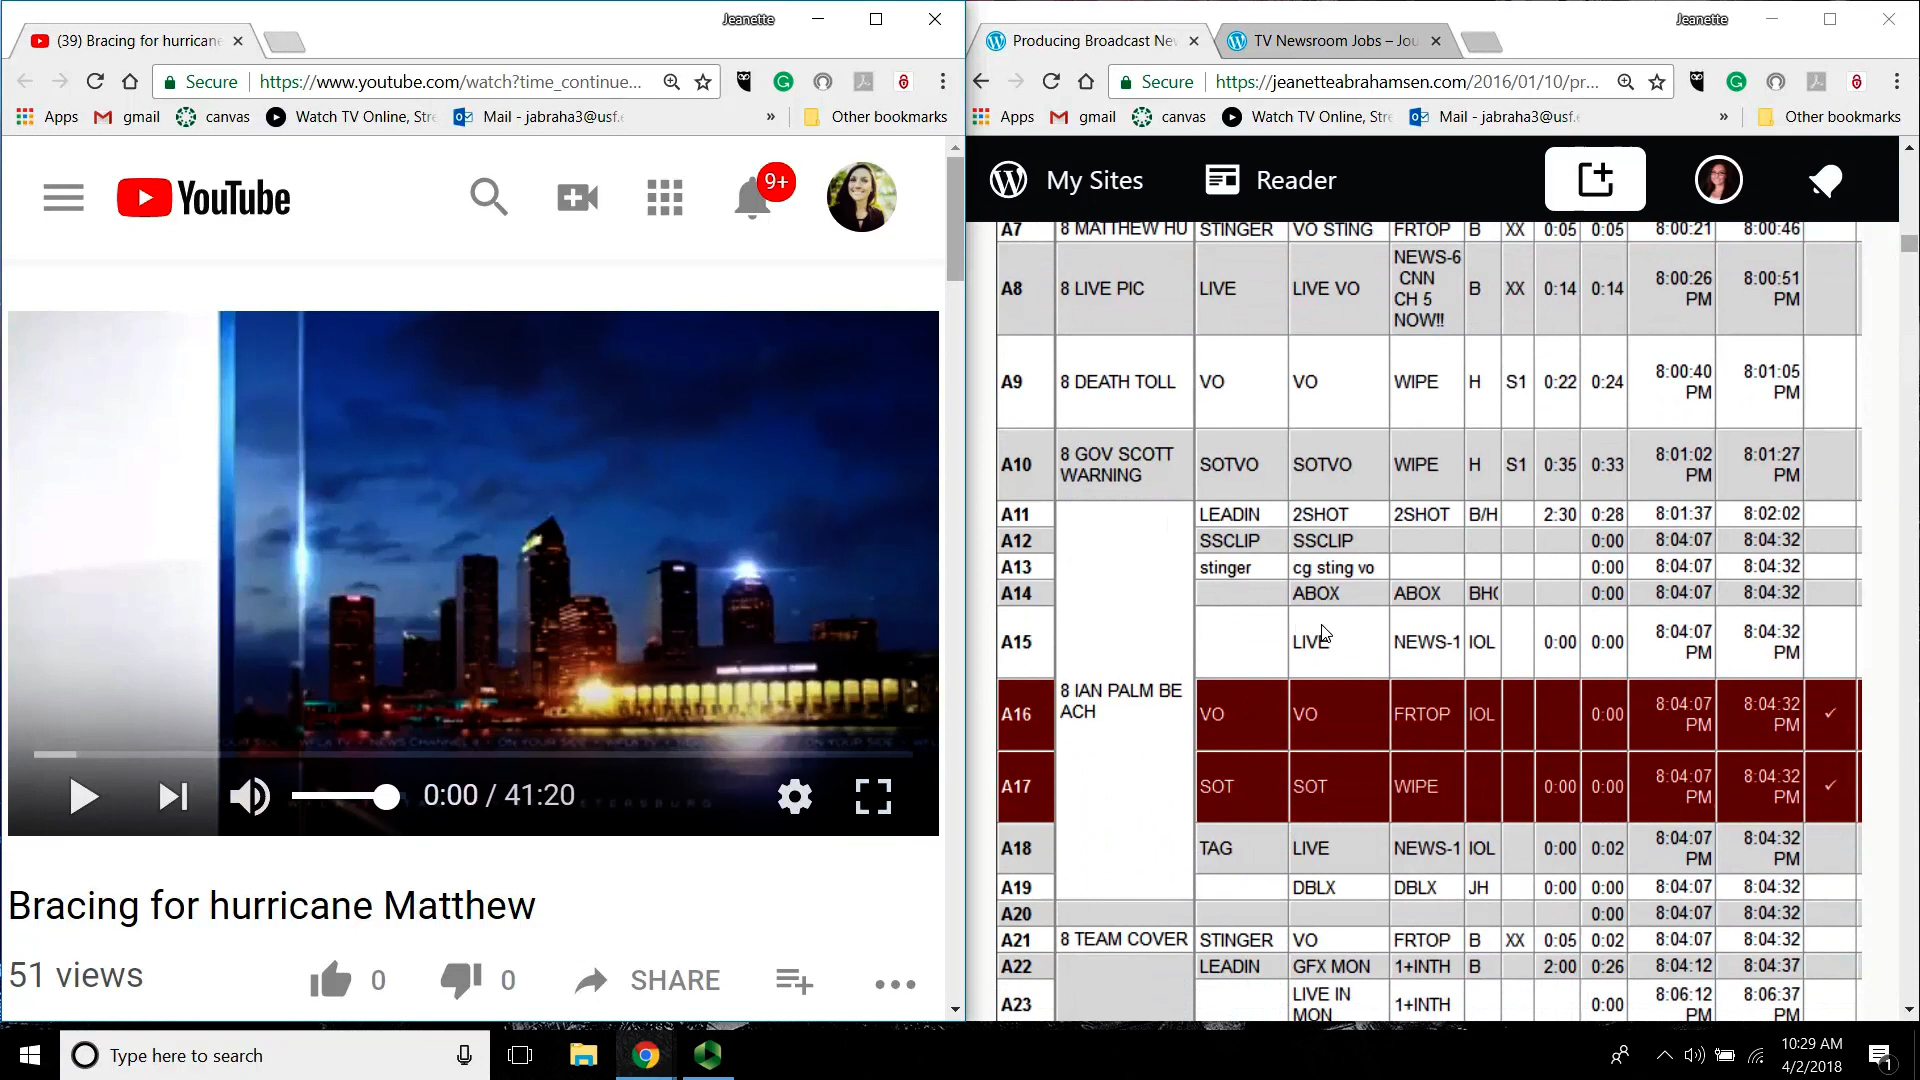 Jeanette
(39) Bracing for hurricane
Secure
https://www.youtube.com/watch?time_continue...
Apps
gmail
canvas
Watch TV Online, Stre
Mail - jabraha3@usf.e
»
Other bookmarks
YouTube
9+
0:00 / 41:20
Bracing for hurricane Matthew
51 views
0
0
SHARE
Jeanette
Producing Broadcast Nev
TV Newsroom Jobs – Jou
Secure
https://jeanetteabrahamsen.com/2016/01/10/pr...
Apps
gmail
canvas
Watch TV Online, Stre
Mail - jabraha3@usf.e
»
Other bookmarks
My Sites
Reader
A7 8 MATTHEW HU STINGER VO STING FRTOP B XX 0:05 0:05 8:00:21 8:00:46
A8 8 LIVE PIC LIVE LIVE VO NEWS-6 CNN CH 5 NOW!! B XX 0:14 0:14 8:00:26 PM 8:00:51 PM
A9 8 DEATH TOLL VO VO WIPE H S1 0:22 0:24 8:00:40 PM 8:01:05 PM
A10 8 GOV SCOTT WARNING SOTVO SOTVO WIPE H S1 0:35 0:33 8:01:02 PM 8:01:27 PM
A11 LEADIN 2SHOT 2SHOT B/H 2:30 0:28 8:01:37 8:02:02
A12 SSCLIP SSCLIP 0:00 8:04:07 8:04:32
A13 stinger cg sting vo 0:00 8:04:07 8:04:32
A14 ABOX ABOX BHC 0:00 8:04:07 8:04:32
A15 LIVE NEWS-1 IOL 0:00 0:00 8:04:07 PM 8:04:32 PM
8 IAN PALM BE
ACH
A16 VO VO FRTOP IOL 0:00 8:04:07 PM 8:04:32 PM ✓
A17 SOT SOT WIPE 0:00 0:00 8:04:07 PM 8:04:32 PM ✓
A18 TAG LIVE NEWS-1 IOL 0:00 0:02 8:04:07 PM 8:04:32 PM
A19 DBLX DBLX JH 0:00 0:00 8:04:07 8:04:32
A20 0:00 8:04:07 8:04:32
A21 8 TEAM COVER STINGER VO FRTOP B XX 0:05 0:02 8:04:07 8:04:32
A22 LEADIN GFX MON 1+INTH B 2:00 0:26 8:04:12 8:04:37
A23 LIVE IN MON 1+INTH 0:00 8:06:12 PM 8:06:37 PM
Type here to search
10:29 AM
4/2/2018
1